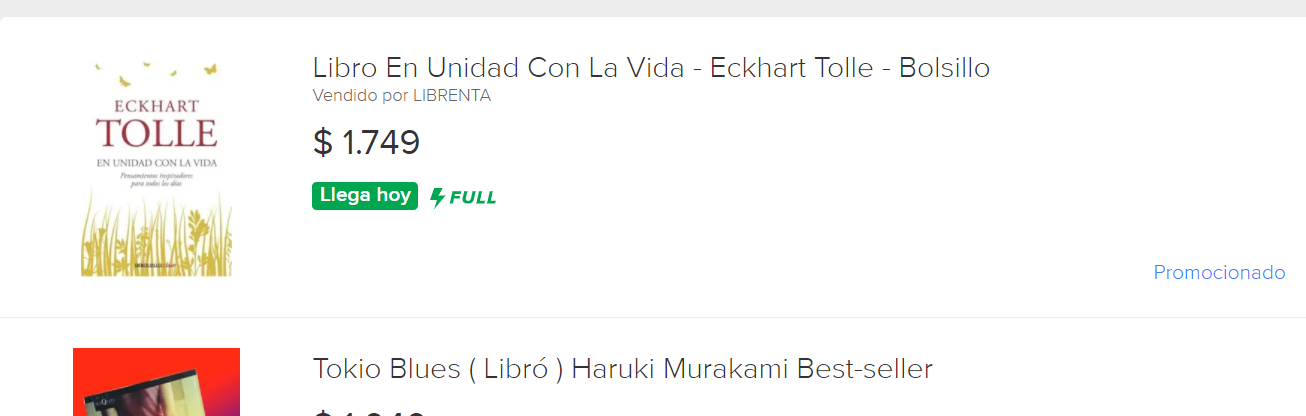 Libro En Unidad Con La Vida - Eckhart Tolle - Bolsillo
Vendido por LIBRENTA
$ 1.749
Llega hoy FULL
Promocionado
ECKHART
TOLLE
EN UNIDAD CON LA VIDA
Pensamientos inspiradores
para todos los días
Tokio Blues ( Libró ) Haruki Murakami Best-seller